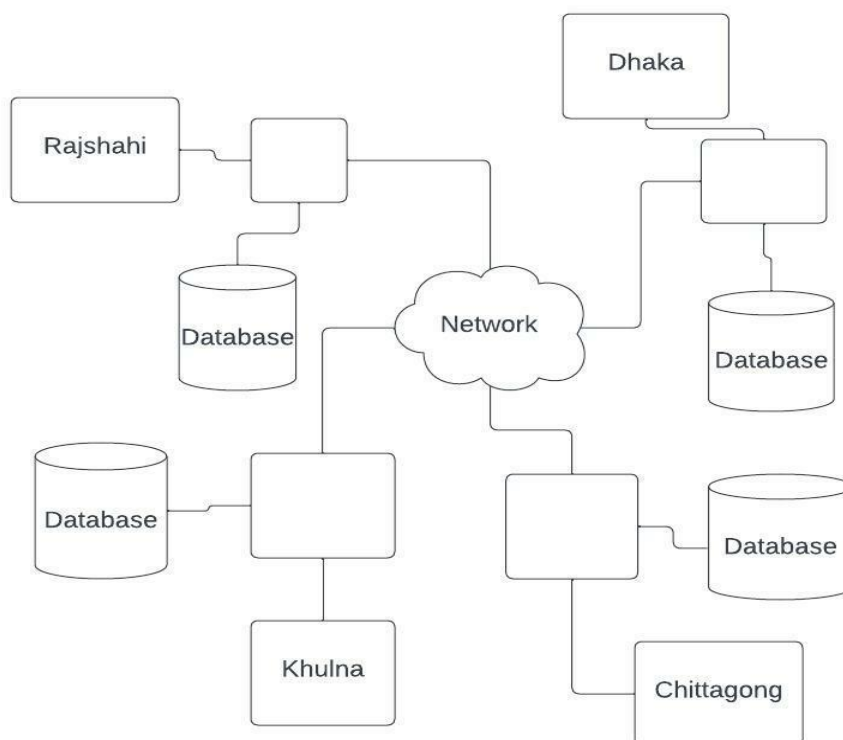 Dhaka
Rajshahi
Network
Database
Database
Database
Database
Khulna
Chittagong